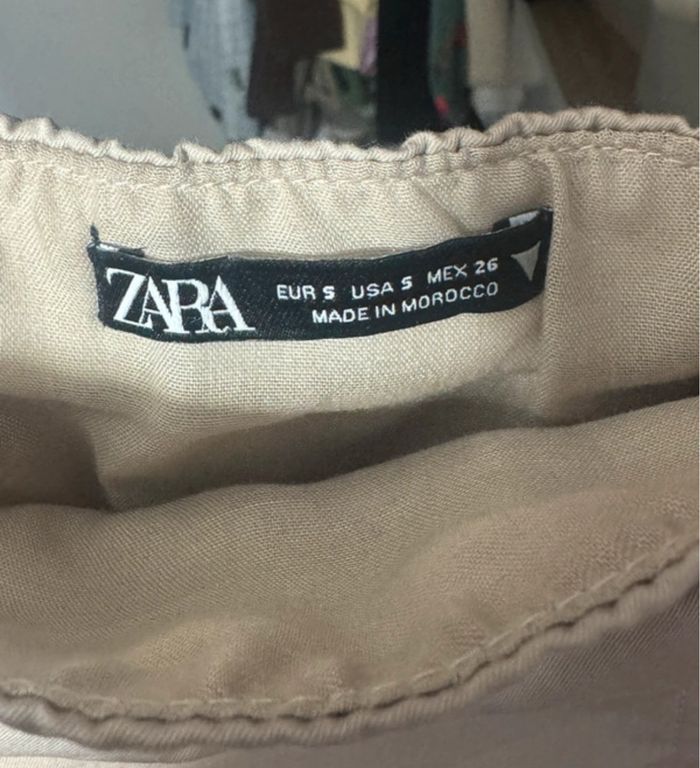 ZARA
EUR S USA S MEX 26
MADE IN MOROCCO